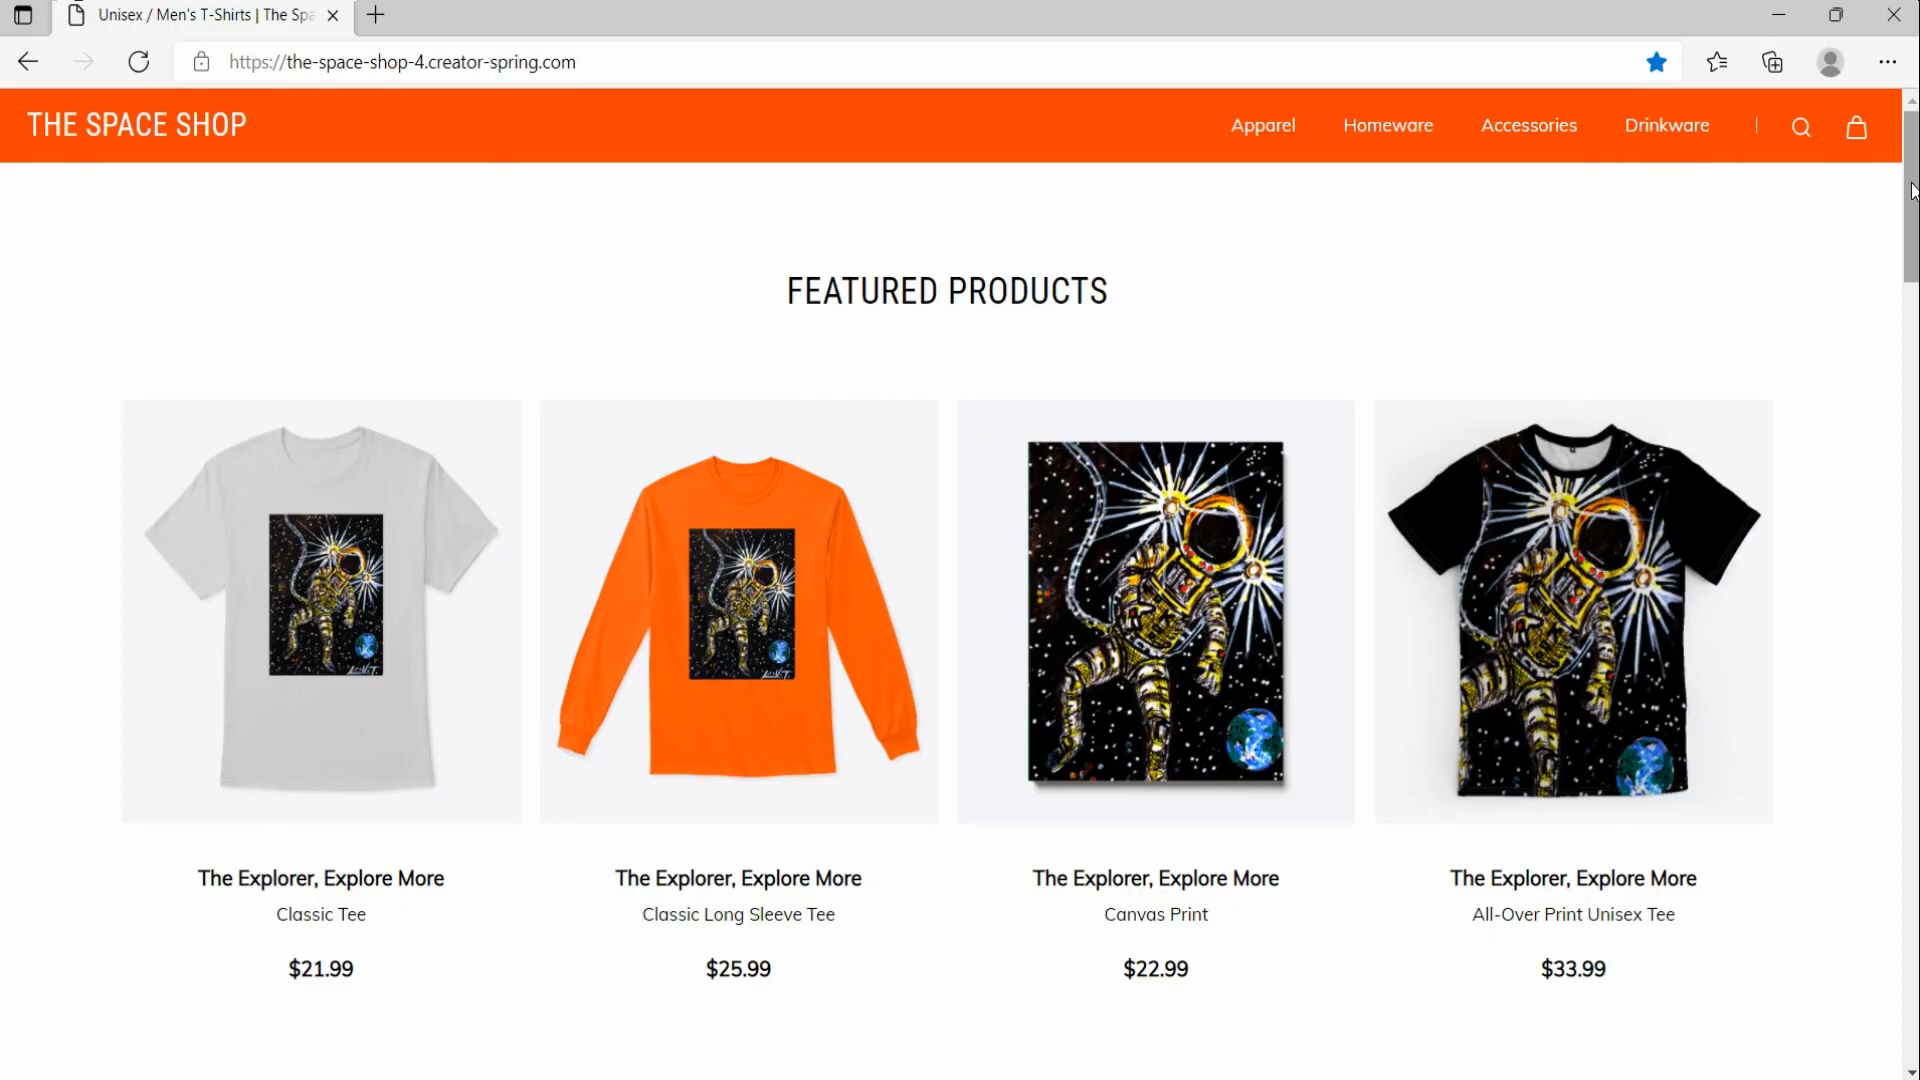 Unisex / Men's T-Shirts | The Spa
https://the-space-shop-4.creator-spring.com
THE SPACE SHOP
Apparel
Homeware
Accessories
Drinkware
FEATURED PRODUCTS
The Explorer, Explore More
Classic Tee
$21.99
The Explorer, Explore More
Classic Long Sleeve Tee
$25.99
The Explorer, Explore More
Canvas Print
$22.99
The Explorer, Explore More
All-Over Print Unisex Tee
$33.99